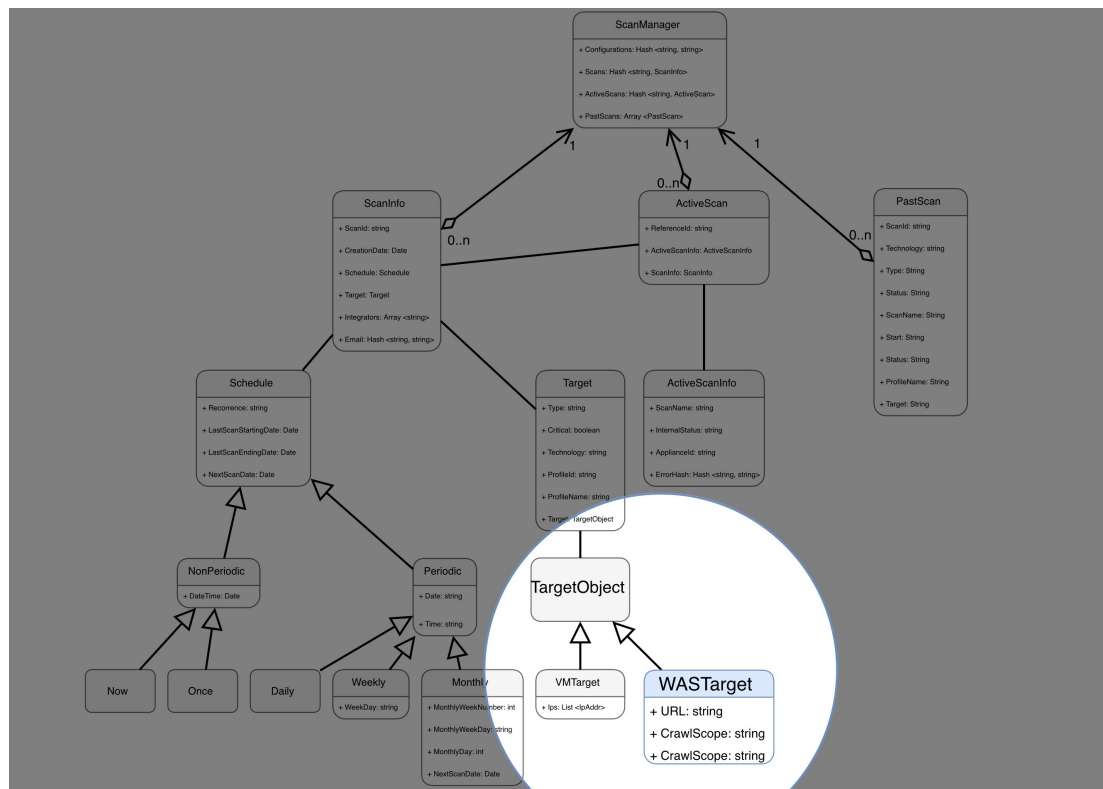 ScanManager
+ Configurations: Hash <string, string>
+ Scans: Hash <string, ScanInfo>
+ ActiveScans: Hash <string, ActiveScan>
+ PastScans: Array <PastScan>
1
1
1
0..n
0..n
0..n
ScanInfo
+ ScanId: string
+ CreationDate: Date
+ Schedule: Schedule
+ Target: Target
+ Integrators: Array <string>
+ Email: Hash <string, string>
ActiveScan
+ ReferenceId: string
+ ActiveScanInfo: ActiveScanInfo
+ ScanInfo: ScanInfo
PastScan
+ ScanId: string
+ Technology: string
+ Type: String
+ Status: String
+ ScanName: String
+ Start: String
+ Status: String
+ ProfileName: String
+ Target: String
Schedule
+ Recorrence: string
+ LastScanStartingDate: Date
+ LastScanEndingDate: Date
+ NextScanDate: Date
Target
+ Type: string
+ Critical: boolean
+ Technology: string
+ ProfileId: string
+ ProfileName: string
+ Target: TargetObject
ActiveScanInfo
+ ScanName: string
+ InternalStatus: string
+ ApplianceId: string
+ ErrorHash: Hash <string, string>
NonPeriodic
+ DateTime: Date
Periodic
+ Date: string
+ Time: string
TargetObject
Now
Once
Daily
Weekly
+ WeekDay: string
Monthly
+ MonthlyWeekNumber: int
+ MonthlyWeekDay: string
+ MonthlyDay: int
+ NextScanDate: Date
VMTarget
+ Ips: List <IpAddr>
WASTarget
+ URL: string
+ CrawlScope: string
+ CrawlScope: string